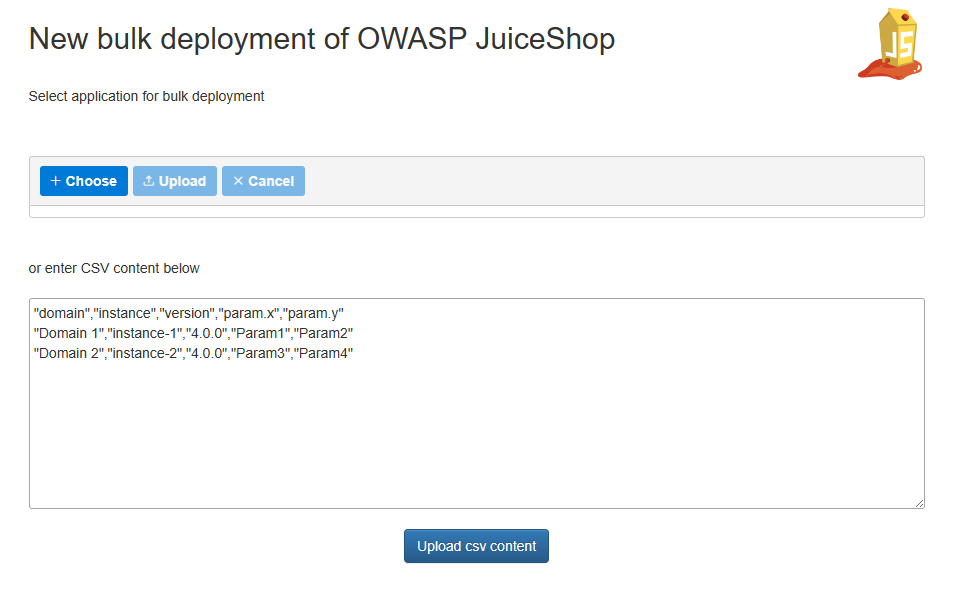 New bulk deployment of OWASP JuiceShop
JS
Select application for bulk deployment
+ Choose
Upload
× Cancel
or enter CSV content below
"domain","instance","version","param.x","param.y"
"Domain 1","instance-1","4.0.0","Param1","Param2"
"Domain 2","instance-2","4.0.0","Param3","Param4"
Upload csv content